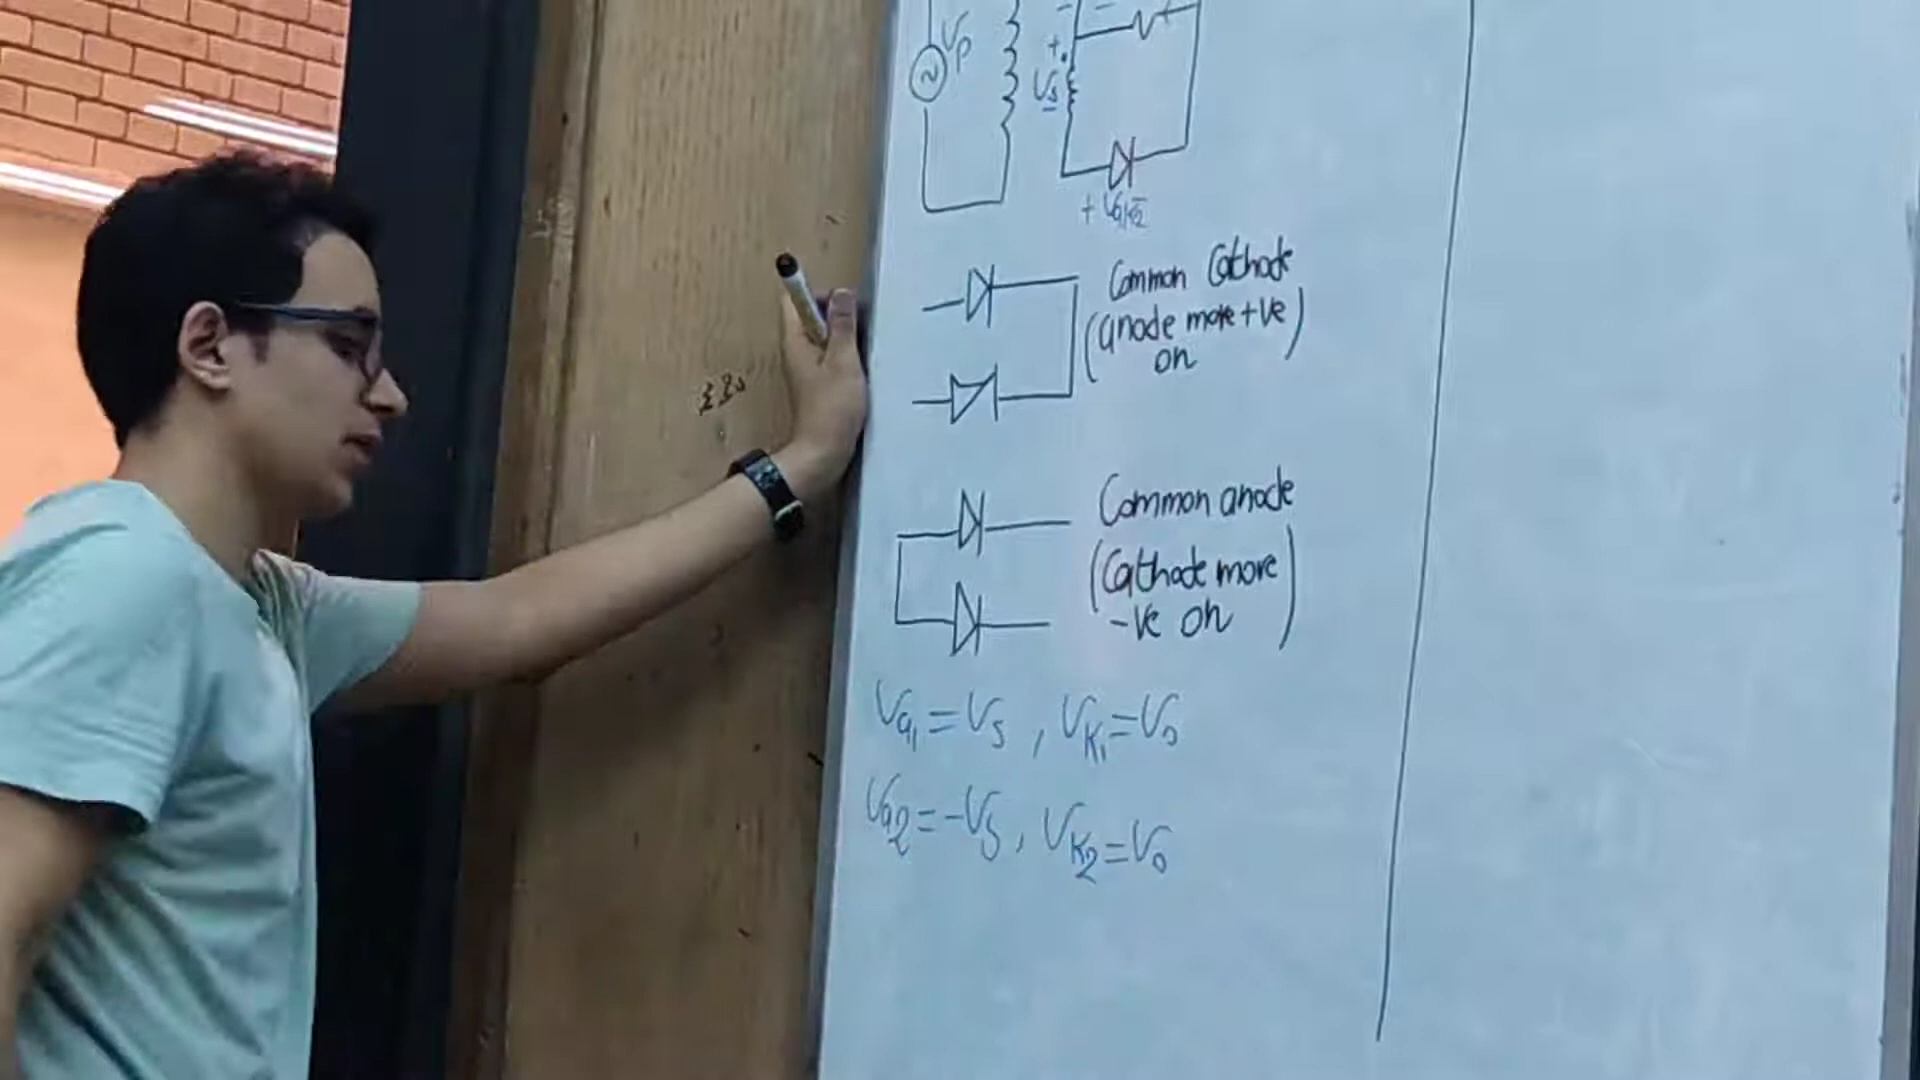 Vp
+
Vs
+ Vak2 -
Common Cathode
(anode more +ve)
on
Common anode
(Cathode more
-ve on)
Va1 = Vs , VK1 = Vo
Va2 = -Vs , VK2 = Vo